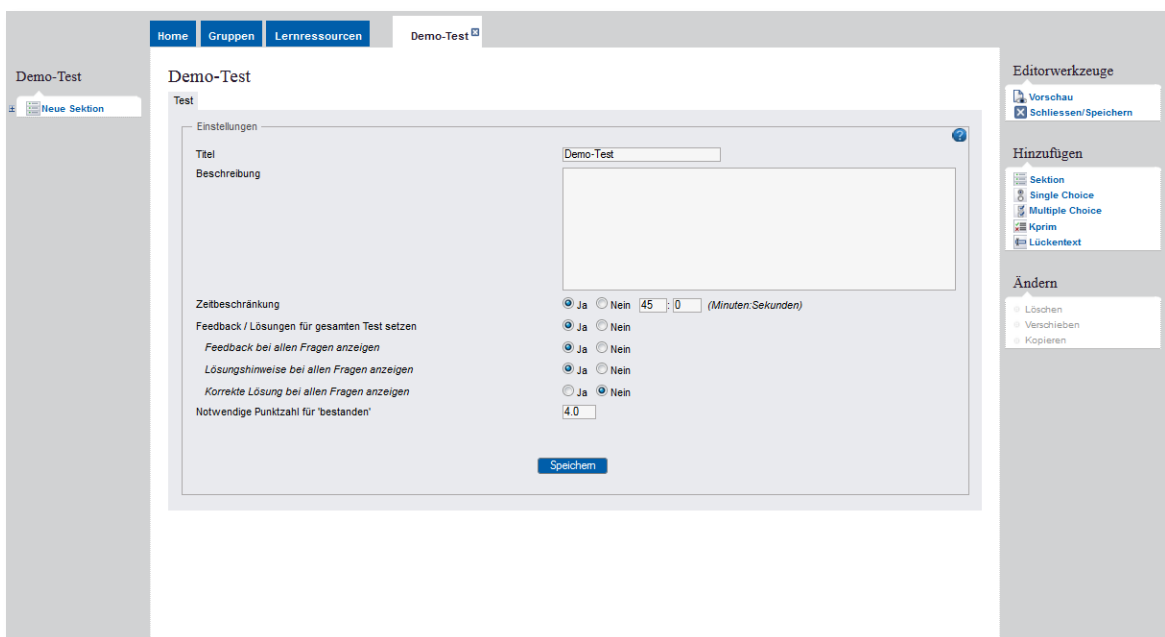 Home Gruppen Lernressourcen Demo-Test
Demo-Test
Neue Sektion
Demo-Test
Test
Einstellungen
Titel Demo-Test
Beschreibung
Zeitbeschränkung Ja Nein 45 : 0 (Minuten:Sekunden)
Feedback / Lösungen für gesamten Test setzen Ja Nein
Feedback bei allen Fragen anzeigen Ja Nein
Lösungshinweise bei allen Fragen anzeigen Ja Nein
Korrekte Lösung bei allen Fragen anzeigen Ja Nein
Notwendige Punktzahl für 'bestanden' 4.0
Speichern
Editorwerkzeuge
Vorschau
Schliessen/Speichern
Hinzufügen
Sektion
Single Choice
Multiple Choice
Kprim
Lückentext
Ändern
Löschen
Verschieben
Kopieren